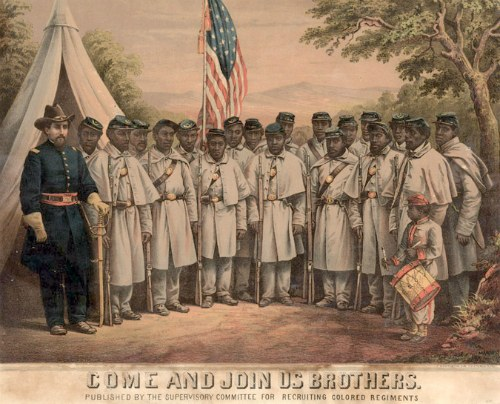 COME AND JOIN US BROTHERS.
PUBLISHED BY THE SUPERVISORY COMMITTEE FOR RECRUITING COLORED REGIMENTS